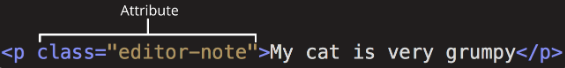 Attribute
<p class="editor-note">My cat is very grumpy</p>